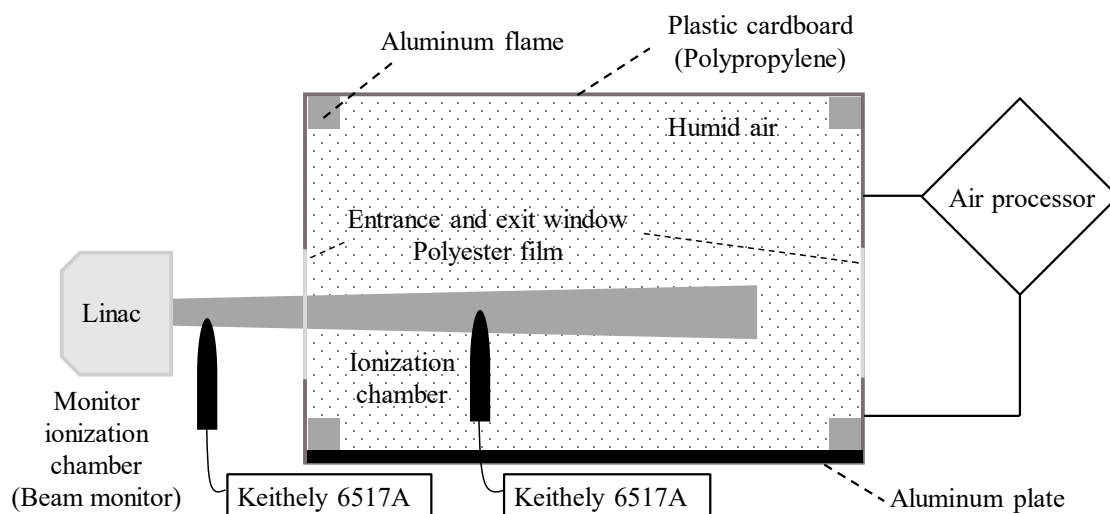 Aluminum flame
Plastic cardboard
(Polypropylene)
Humid air
Air processor
Entrance and exit window
Polyester film
Linac
Ionization
chamber
Monitor
ionization
chamber
(Beam monitor)
Keithely 6517A
Keithely 6517A
Aluminum plate